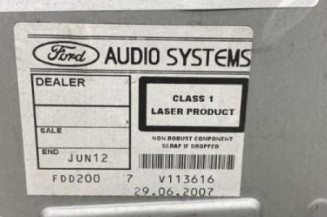 Ford AUDIO SYSTEMS
DEALER
CLASS 1
LASER PRODUCT
SALE
NON ROBUST COMPONENT
SCRAP IF DROPPED
END JUN12
FDD200 7 V113616
29.06.2007